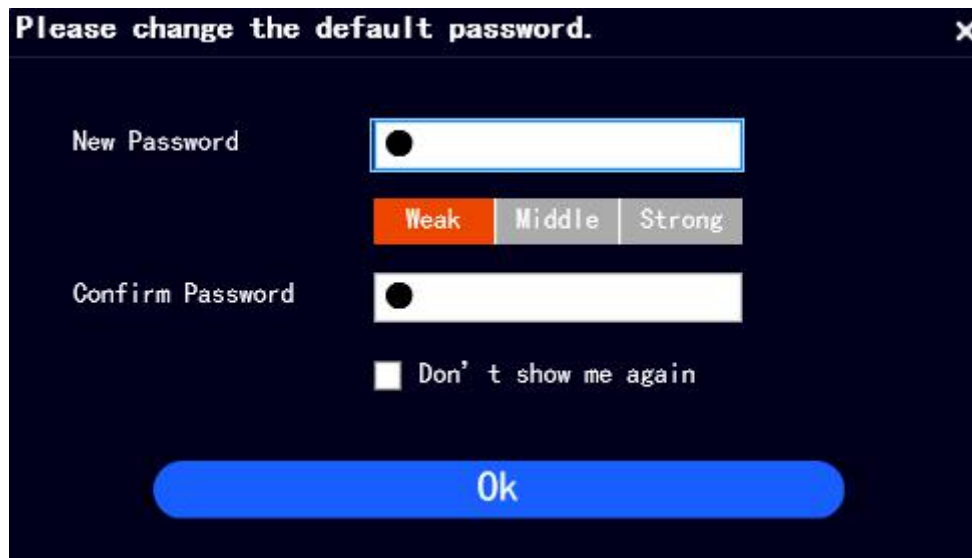 Please change the default password.
New Password
Weak Middle Strong
Confirm Password
Don't show me again
Ok